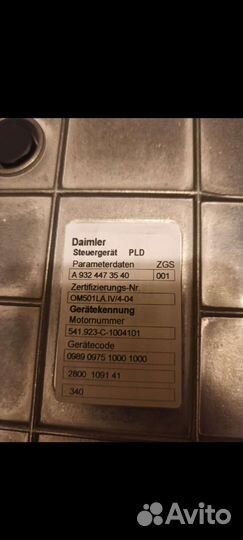 Daimler
Steuergerät PLD
Parameterdaten ZGS
A 932 447 35 40 001
Zertifizierungs-Nr.
OM501LA.IV/4-04
Gerätekennung
Motornummer
541.923-C-1004101
Gerätecode
0989 0975 1000 1000
2800 1091 41
340
Avito